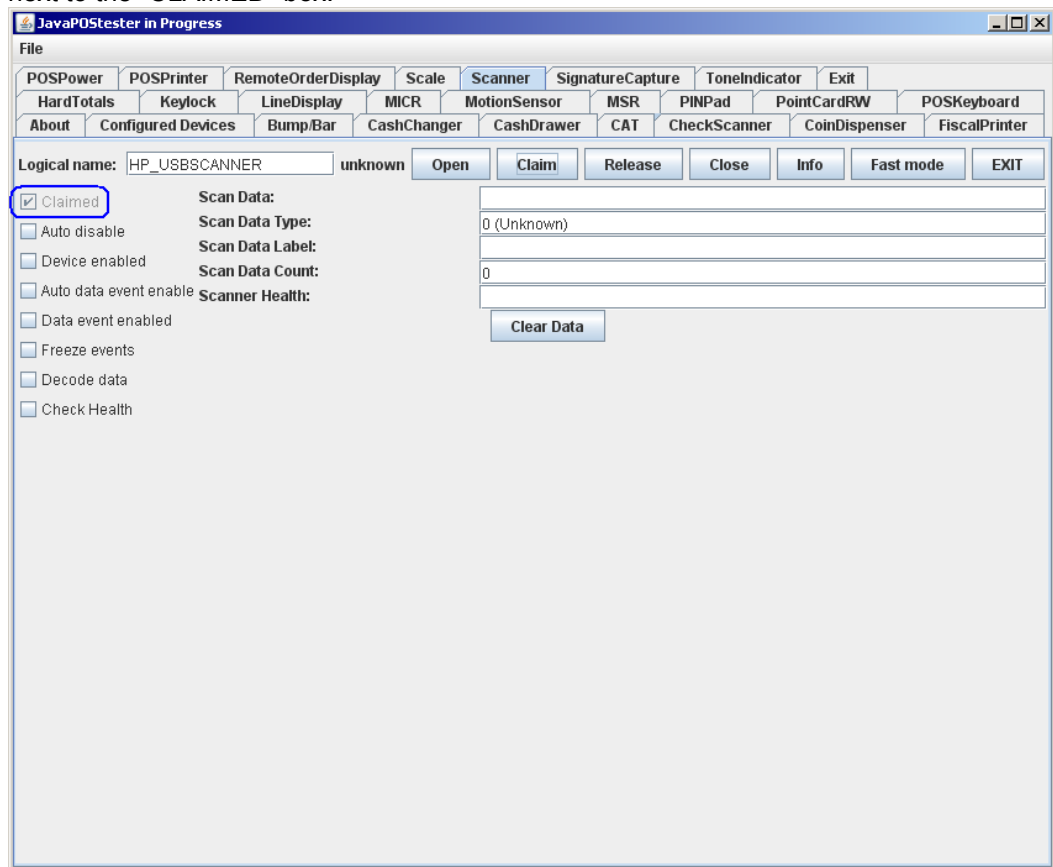 JavaPOStester in Progress
File
POSPower POSPrinter RemoteOrderDisplay Scale Scanner SignatureCapture ToneIndicator Exit
HardTotals Keylock LineDisplay MICR MotionSensor MSR PINPad PointCardRW POSKeyboard
About Configured Devices Bump/Bar CashChanger CashDrawer CAT CheckScanner CoinDispenser FiscalPrinter
Logical name: HP_USBSCANNER unknown Open Claim Release Close Info Fast mode EXIT
Claimed Scan Data:
Auto disable Scan Data Type: 0 (Unknown)
Scan Data Label:
Device enabled Scan Data Count: 0
Auto data event enable Scanner Health:
Data event enabled Clear Data
Freeze events
Decode data
Check Health